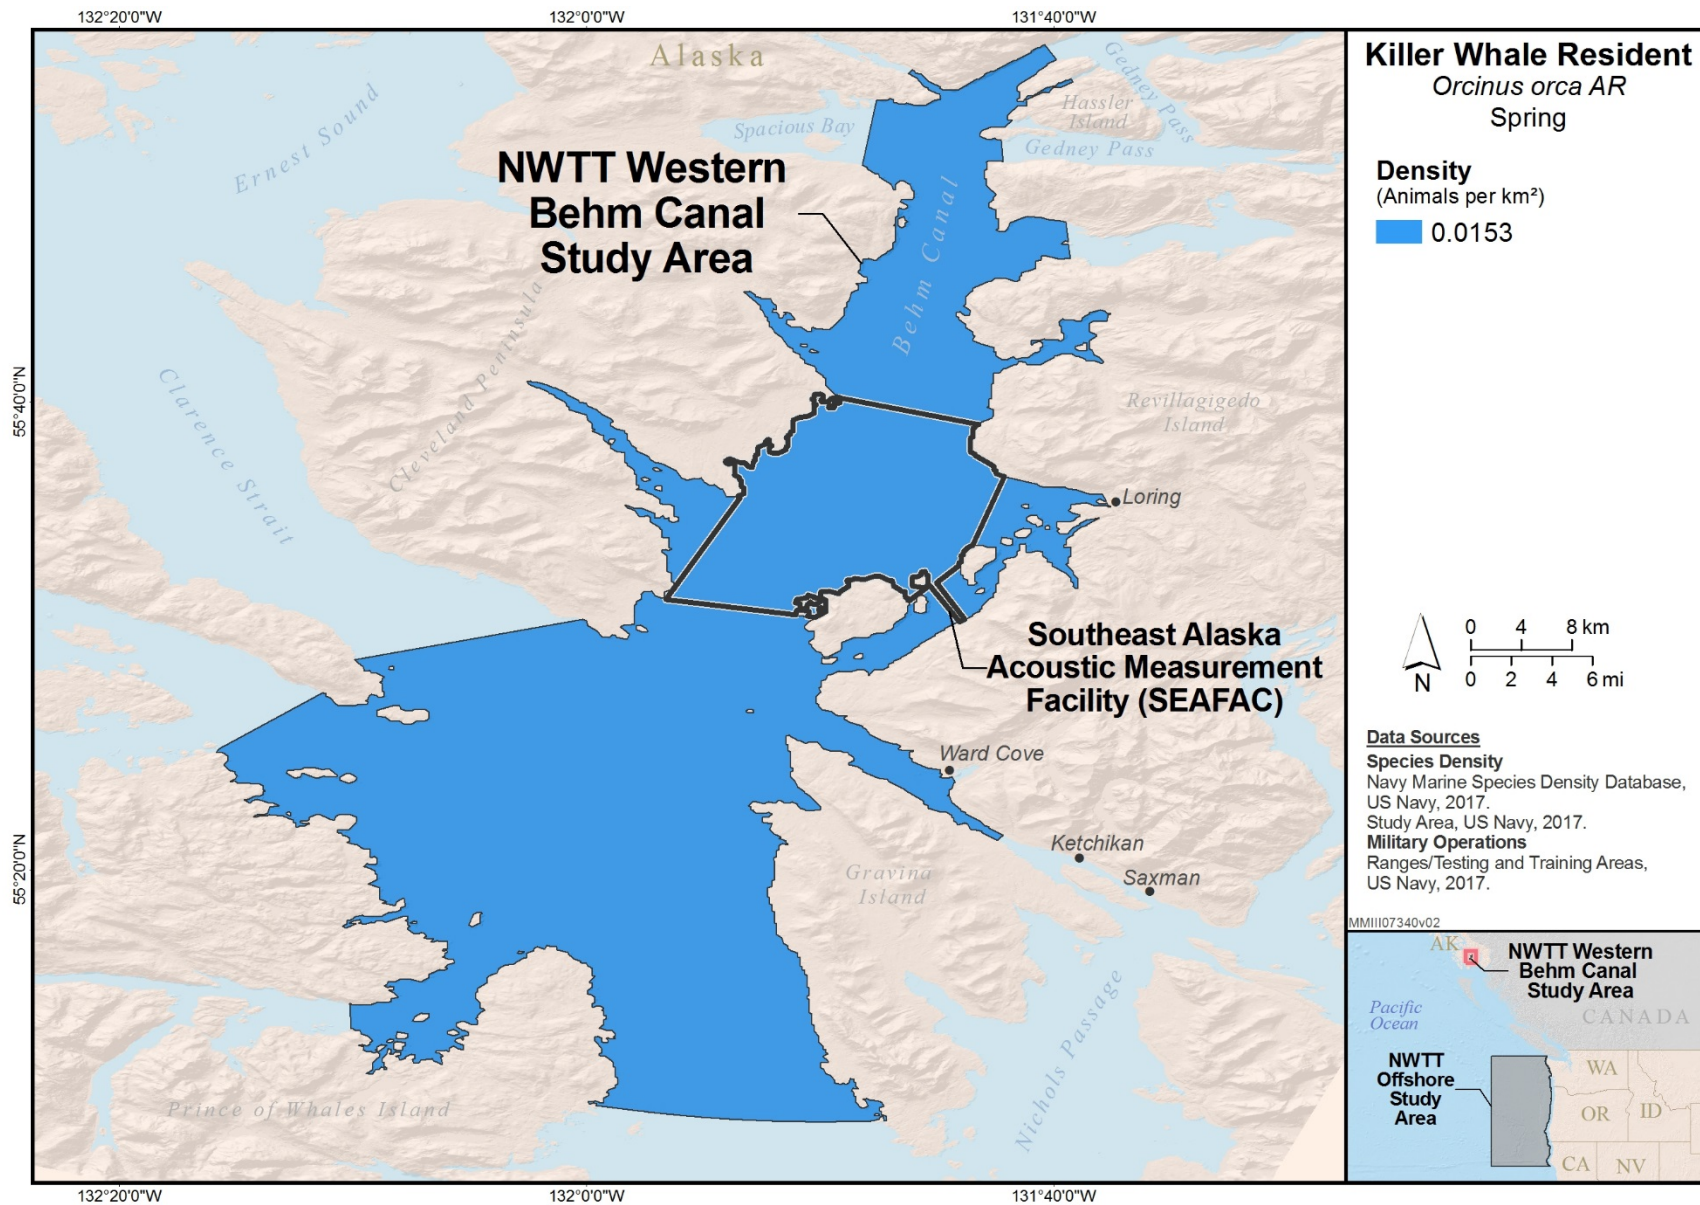 132°20'0"W
132°0'0"W
131°40'0"W
Alaska
Ernest Sound
Spacious Bay
Hassler
Island
Gedney Pass
Gedney Pass
NWTT Western
Behm Canal
Study Area
Behm Canal
Cleveland Peninsula
Clarence Strait
55°40'0"N
Revillagigedo
Island
Loring
Southeast Alaska
Acoustic Measurement
Facility (SEAFAC)
Ward Cove
Ketchikan
Saxman
Gravina
Island
55°20'0"N
Nichols Passage
Prince of Whales Island
132°20'0"W
132°0'0"W
131°40'0"W
Killer Whale Resident
Orcinus orca AR
Spring
Density
(Animals per km²)
0.0153
N
0 4 8 km
0 2 4 6 mi
Data Sources
Species Density
Navy Marine Species Density Database,
US Navy, 2017.
Study Area, US Navy, 2017.
Military Operations
Ranges/Testing and Training Areas,
US Navy, 2017.
MMIII07340v02
AK
NWTT Western
Behm Canal
Study Area
Pacific
Ocean
CANADA
NWTT
Offshore
Study
Area
WA
OR
ID
CA
NV